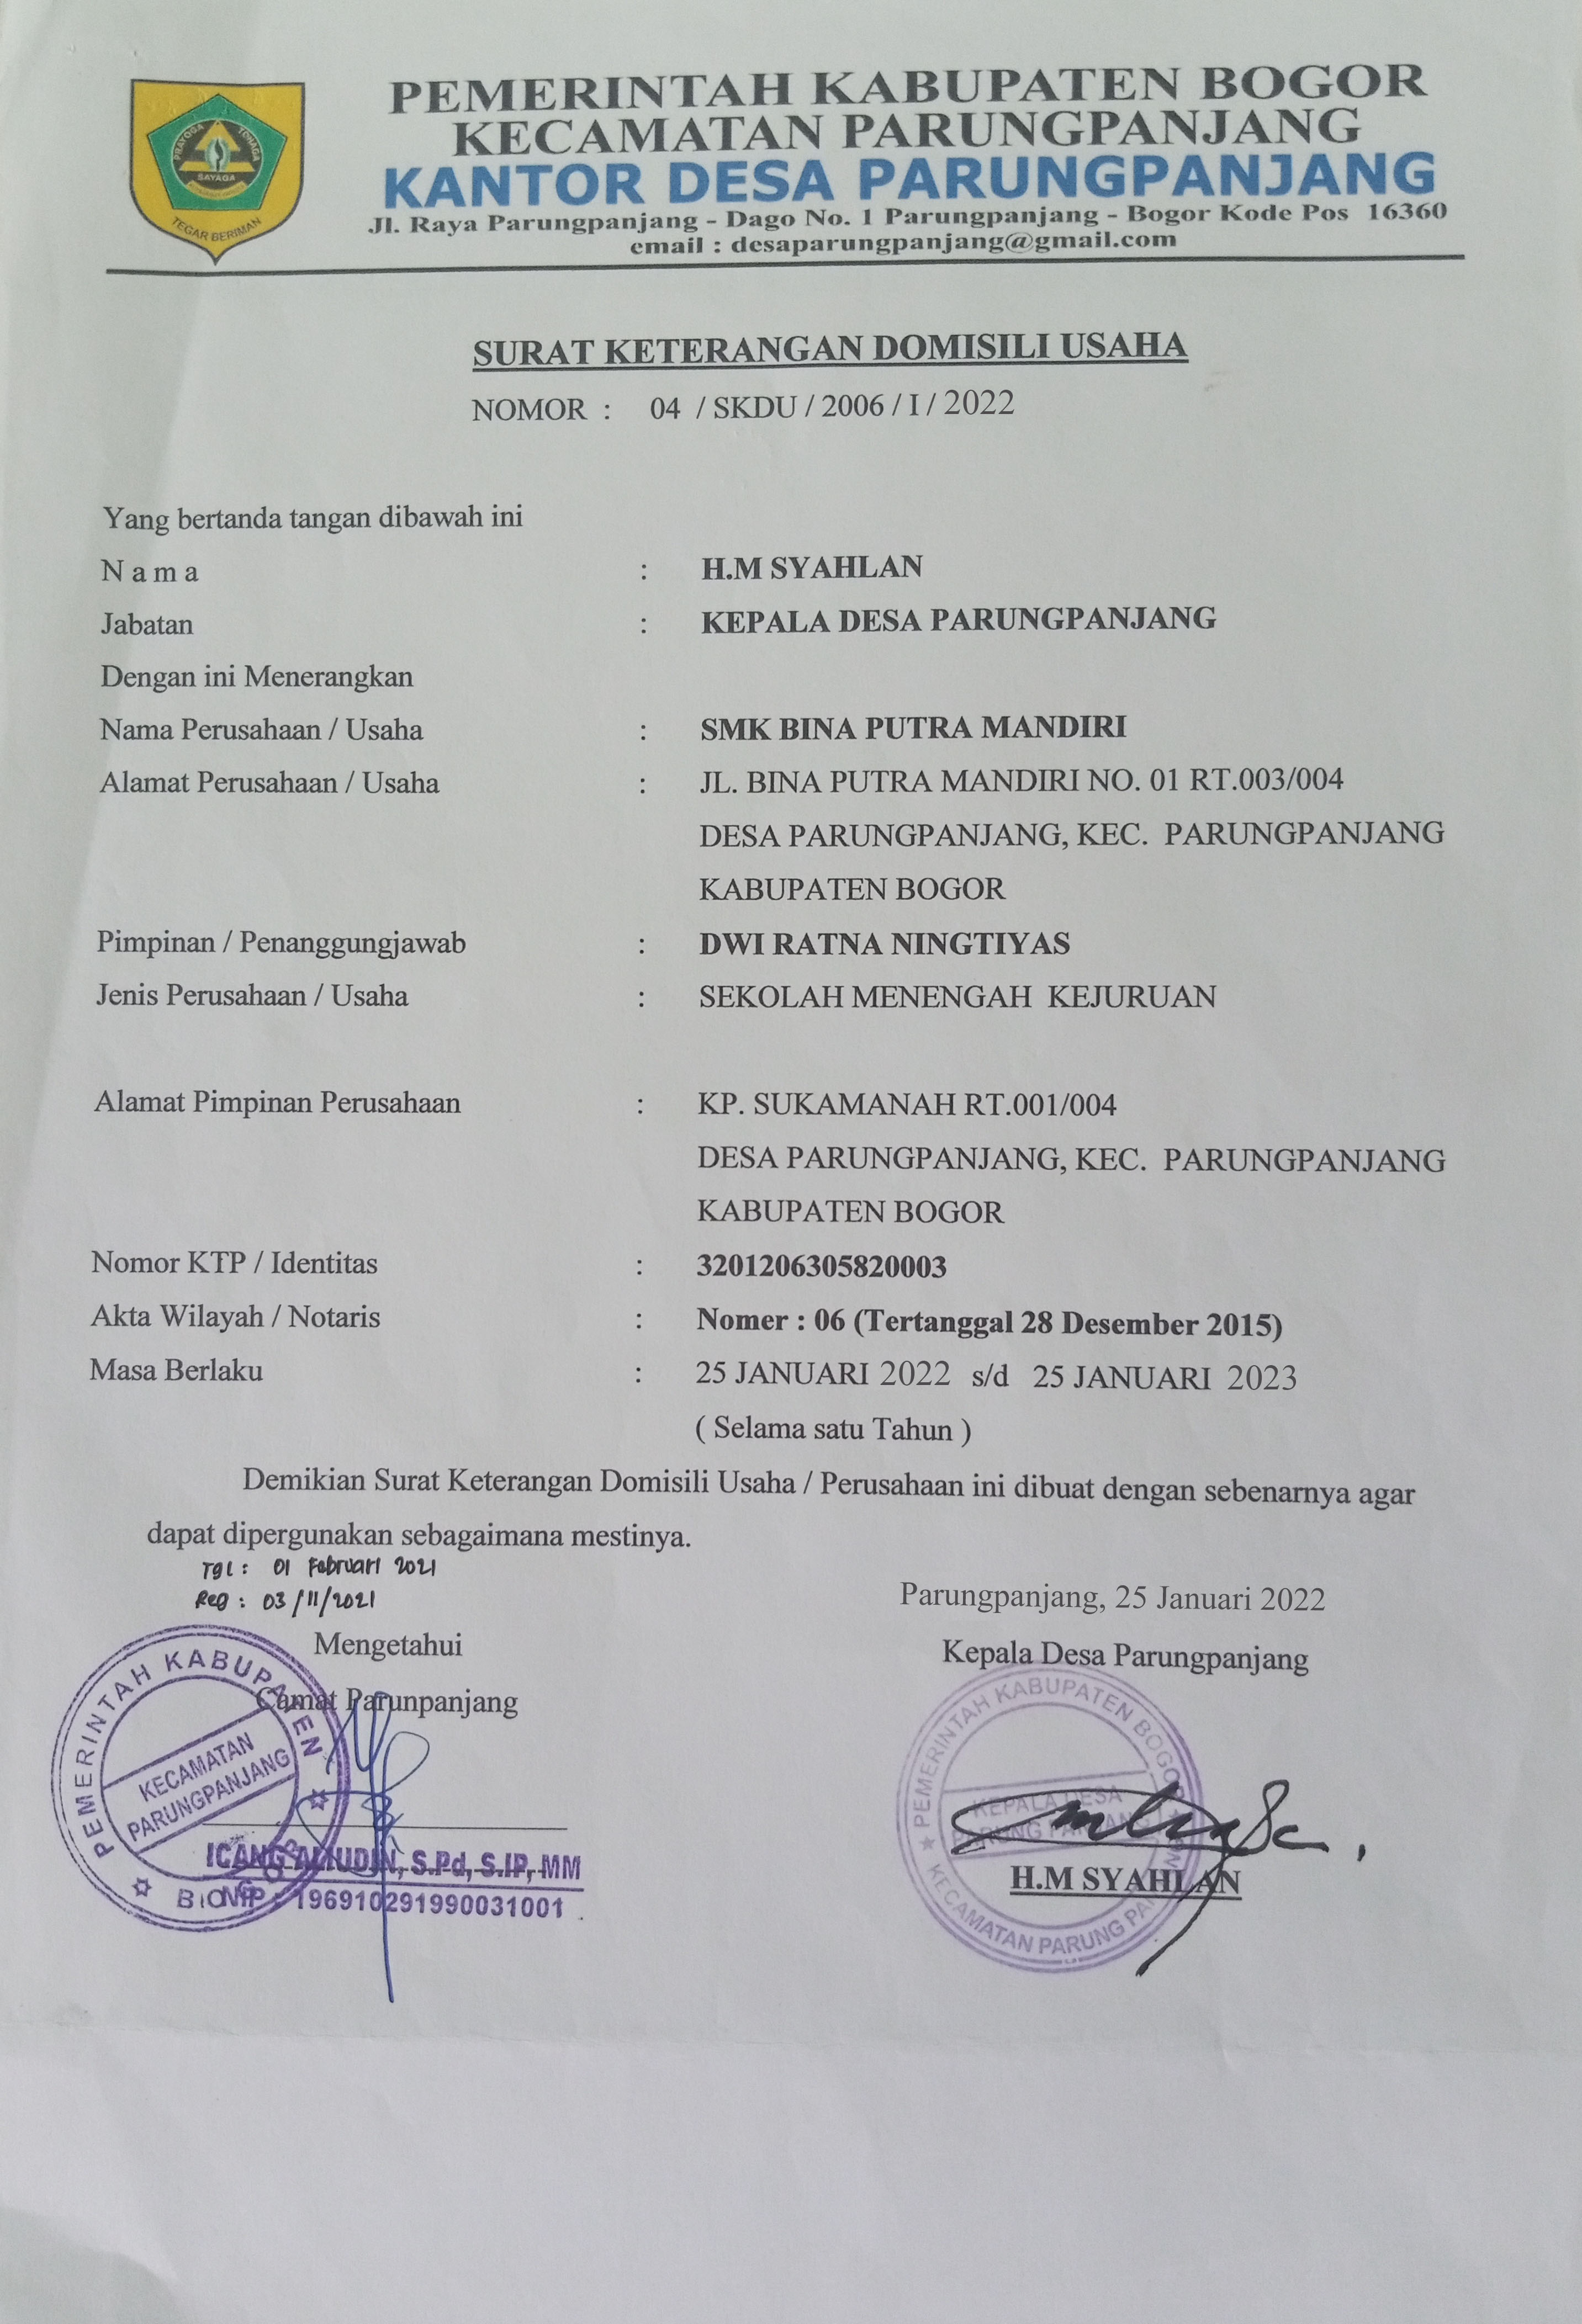 PRAYOGA TOHAGA
SAYAGA
TEGAR BERIMAN
PEMERINTAH KABUPATEN BOGOR
KECAMATAN PARUNGPANJANG
KANTOR DESA PARUNGPANJANG
Jl. Raya Parungpanjang - Dago No. 1 Parungpanjang - Bogor Kode Pos 16360
email : desaparungpanjang@gmail.com
SURAT KETERANGAN DOMISILI USAHA
NOMOR : 04 / SKDU / 2006 / I / 2022
Yang bertanda tangan dibawah ini
N a m a : H.M SYAHLAN
Jabatan : KEPALA DESA PARUNGPANJANG
Dengan ini Menerangkan
Nama Perusahaan / Usaha : SMK BINA PUTRA MANDIRI
Alamat Perusahaan / Usaha : JL. BINA PUTRA MANDIRI NO. 01 RT.003/004
DESA PARUNGPANJANG, KEC. PARUNGPANJANG
KABUPATEN BOGOR
Pimpinan / Penanggungjawab : DWI RATNA NINGTIYAS
Jenis Perusahaan / Usaha : SEKOLAH MENENGAH KEJURUAN
Alamat Pimpinan Perusahaan : KP. SUKAMANAH RT.001/004
DESA PARUNGPANJANG, KEC. PARUNGPANJANG
KABUPATEN BOGOR
Nomor KTP / Identitas : 3201206305820003
Akta Wilayah / Notaris : Nomer : 06 (Tertanggal 28 Desember 2015)
Masa Berlaku : 25 JANUARI 2022 s/d 25 JANUARI 2023
( Selama satu Tahun )
Demikian Surat Keterangan Domisili Usaha / Perusahaan ini dibuat dengan sebenarnya agar
dapat dipergunakan sebagaimana mestinya.
Tgl : 01 Februari 2021
Reg : 03/11/2021
Parungpanjang, 25 Januari 2022
Mengetahui
Kepala Desa Parungpanjang
Camat Parunpanjang
PEMERINTAH KABUPATEN BOGOR
KECAMATAN
PARUNGPANJANG
ICANG ALIUDIN, S.Pd, S.IP, MM
NIP : 196910291990031001
PEMERINTAH KABUPATEN BOGOR
KEPALA DESA
PARUNG PANJANG
KECAMATAN PARUNG PANJANG
H.M SYAHLAN